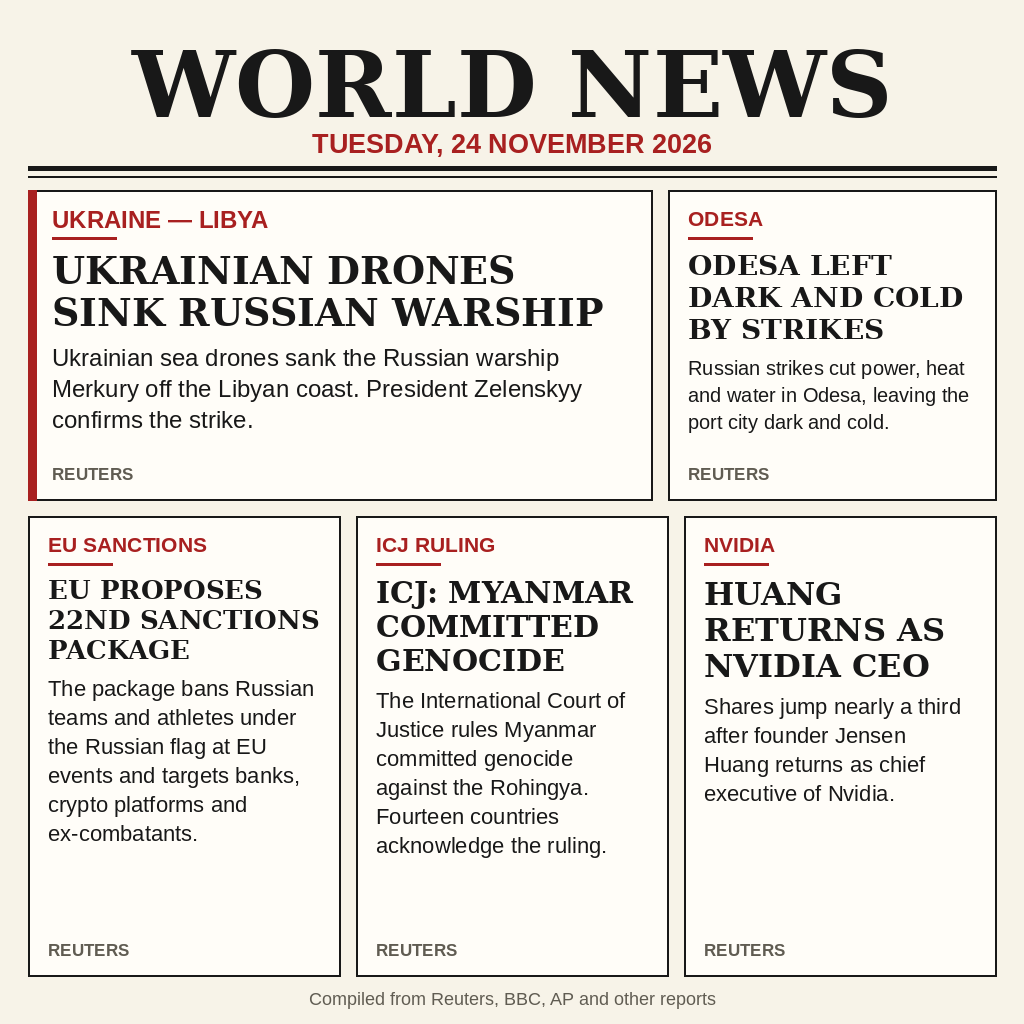 WORLD NEWS
TUESDAY, 24 NOVEMBER 2026
UKRAINE — LIBYA
UKRAINIAN DRONES
SINK RUSSIAN WARSHIP
Ukrainian sea drones sank the Russian warship
Merkury off the Libyan coast. President Zelenskyy
confirms the strike.
REUTERS
ODESA
ODESA LEFT
DARK AND COLD
BY STRIKES
Russian strikes cut power, heat
and water in Odesa, leaving the
port city dark and cold.
REUTERS
EU SANCTIONS
EU PROPOSES
22ND SANCTIONS
PACKAGE
The package bans Russian
teams and athletes under
the Russian flag at EU
events and targets banks,
crypto platforms and
ex-combatants.
REUTERS
ICJ RULING
ICJ: MYANMAR
COMMITTED
GENOCIDE
The International Court of
Justice rules Myanmar
committed genocide
against the Rohingya.
Fourteen countries
acknowledge the ruling.
REUTERS
NVIDIA
HUANG
RETURNS AS
NVIDIA CEO
Shares jump nearly a third
after founder Jensen
Huang returns as chief
executive of Nvidia.
REUTERS
Compiled from Reuters, BBC, AP and other reports